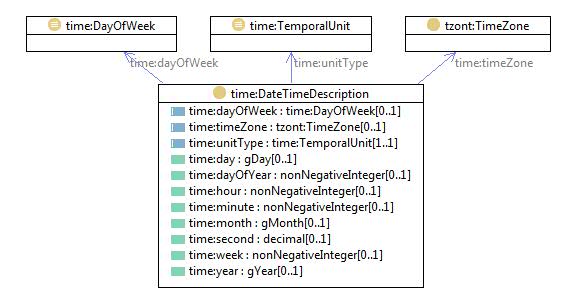 time:DayOfWeek
time:TemporalUnit
tzont:TimeZone
time:dayOfWeek
time:unitType
time:timeZone
time:DateTimeDescription
time:dayOfWeek : time:DayOfWeek[0..1]
time:timeZone : tzont:TimeZone[0..1]
time:unitType : time:TemporalUnit[1..1]
time:day : gDay[0..1]
time:dayOfYear : nonNegativeInteger[0..1]
time:hour : nonNegativeInteger[0..1]
time:minute : nonNegativeInteger[0..1]
time:month : gMonth[0..1]
time:second : decimal[0..1]
time:week : nonNegativeInteger[0..1]
time:year : gYear[0..1]